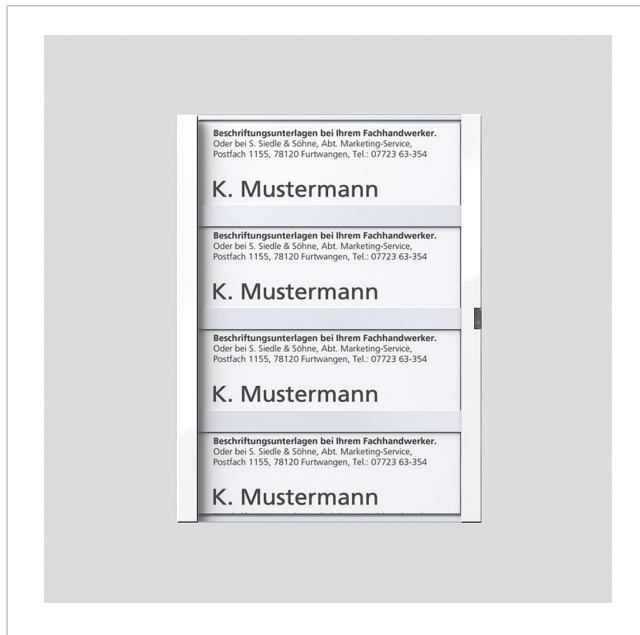 Beschriftungsunterlagen bei Ihrem Fachhandwerker.
Oder bei S. Siedle & Söhne, Abt. Marketing-Service,
Postfach 1155, 78120 Furtwangen, Tel.: 07723 63-354
K. Mustermann
Beschriftungsunterlagen bei Ihrem Fachhandwerker.
Oder bei S. Siedle & Söhne, Abt. Marketing-Service,
Postfach 1155, 78120 Furtwangen, Tel.: 07723 63-354
K. Mustermann
Beschriftungsunterlagen bei Ihrem Fachhandwerker.
Oder bei S. Siedle & Söhne, Abt. Marketing-Service,
Postfach 1155, 78120 Furtwangen, Tel.: 07723 63-354
K. Mustermann
Beschriftungsunterlagen bei Ihrem Fachhandwerker.
Oder bei S. Siedle & Söhne, Abt. Marketing-Service,
Postfach 1155, 78120 Furtwangen, Tel.: 07723 63-354
K. Mustermann